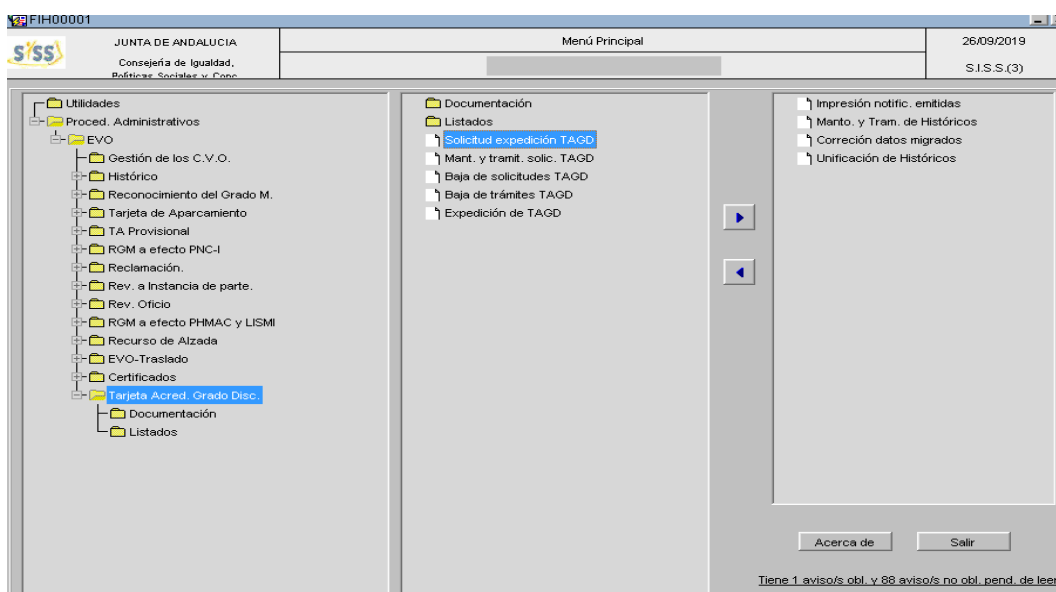 FIH00001
SISS
JUNTA DE ANDALUCIA
Consejería de Igualdad,
Políticas Sociales y Conc
Menú Principal
26/09/2019
S.I.S.S.(3)
Utilidades
Proced. Administrativos
EVO
Gestión de los C.V.O.
Histórico
Reconocimiento del Grado M.
Tarjeta de Aparcamiento
TA Provisional
RGM a efecto PNC-I
Reclamación.
Rev. a Instancia de parte.
Rev. Oficio
RGM a efecto PHMAC y LISMI
Recurso de Alzada
EVO-Traslado
Certificados
Tarjeta Acred. Grado Disc.
Documentación
Listados
Documentación
Listados
Solicitud expedición TAGD
Mant. y tramit. solic. TAGD
Baja de solicitudes TAGD
Baja de trámites TAGD
Expedición de TAGD
Impresión notific. emitidas
Manto. y Tram. de Históricos
Correción datos migrados
Unificación de Históricos
Acerca de
Salir
Tiene 1 aviso/s obl. y 88 aviso/s no obl. pend. de leer